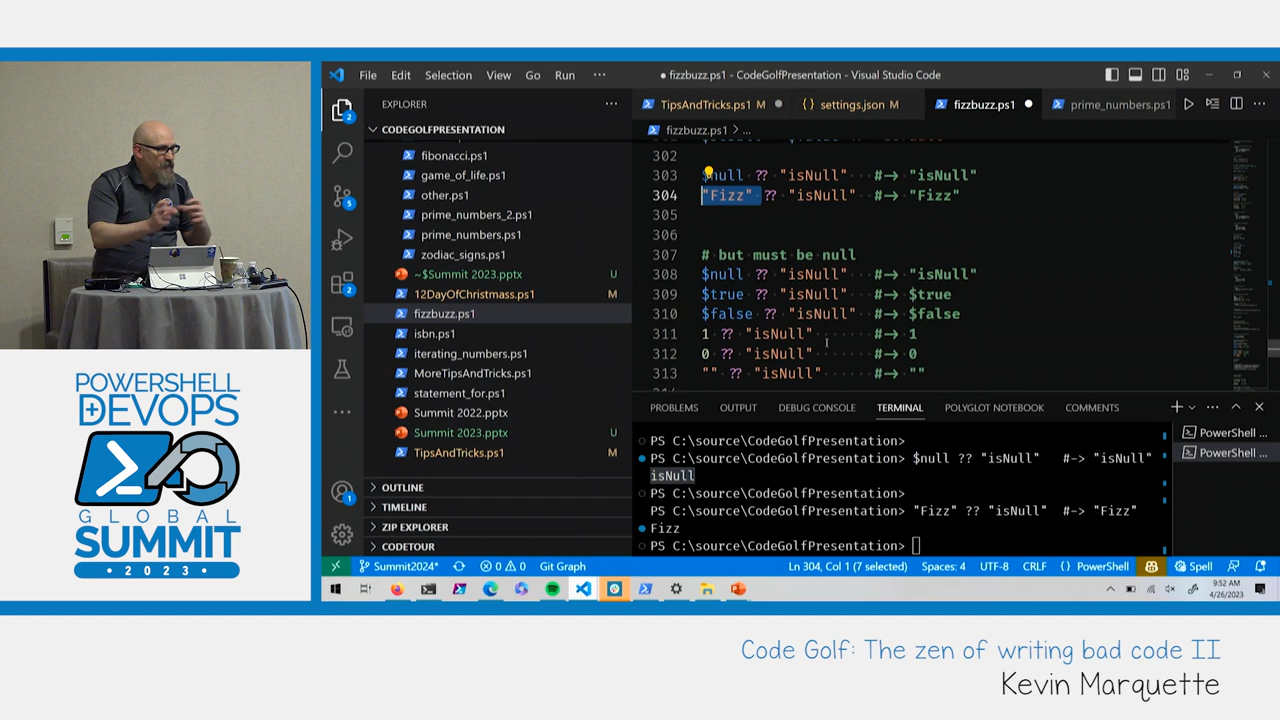 File Edit Selection View Go Run ···
fizzbuzz.ps1 - CodeGolfPresentation - Visual Studio Code
EXPLORER ···
TipsAndTricks.ps1 M
{ } settings.json M
fizzbuzz.ps1
prime_numbers.ps1
fizzbuzz.ps1 > ...
CODEGOLFPRESENTATION
fibonacci.ps1
game_of_life.ps1
other.ps1
prime_numbers_2.ps1
prime_numbers.ps1
zodiac_signs.ps1
~$Summit 2023.pptx U
12DayOfChristmass.ps1 M
fizzbuzz.ps1
isbn.ps1
iterating_numbers.ps1
MoreTipsAndTricks.ps1
statement_for.ps1
Summit 2022.pptx
Summit 2023.pptx U
TipsAndTricks.ps1 M
OUTLINE
TIMELINE
ZIP EXPLORER
CODETOUR
302
303 $null ?? "isNull" #-> "isNull"
304 "Fizz" ?? "isNull" #-> "Fizz"
305
306
307 # but must be null
308 $null ?? "isNull" #-> "isNull"
309 $true ?? "isNull" #-> $true
310 $false ?? "isNull" #-> $false
311 1 ?? "isNull" #-> 1
312 0 ?? "isNull" #-> 0
313 "" ?? "isNull" #-> ""
PROBLEMS OUTPUT DEBUG CONSOLE TERMINAL POLYGLOT NOTEBOOK COMMENTS
PS C:\source\CodeGolfPresentation>
PS C:\source\CodeGolfPresentation> $null ?? "isNull" #-> "isNull"
isNull
PS C:\source\CodeGolfPresentation>
PS C:\source\CodeGolfPresentation> "Fizz" ?? "isNull" #-> "Fizz"
Fizz
PS C:\source\CodeGolfPresentation>
PowerShell ...
PowerShell ...
Summit2024* 0 0 Git Graph
Ln 304, Col 1 (7 selected) Spaces: 4 UTF-8 CRLF { } PowerShell Spell
9:52 AM
4/26/2023
POWERSHELL
+DEVOPS
GLOBAL
SUMMIT
• 2023 •
Code Golf: The zen of writing bad code II
Kevin Marquette